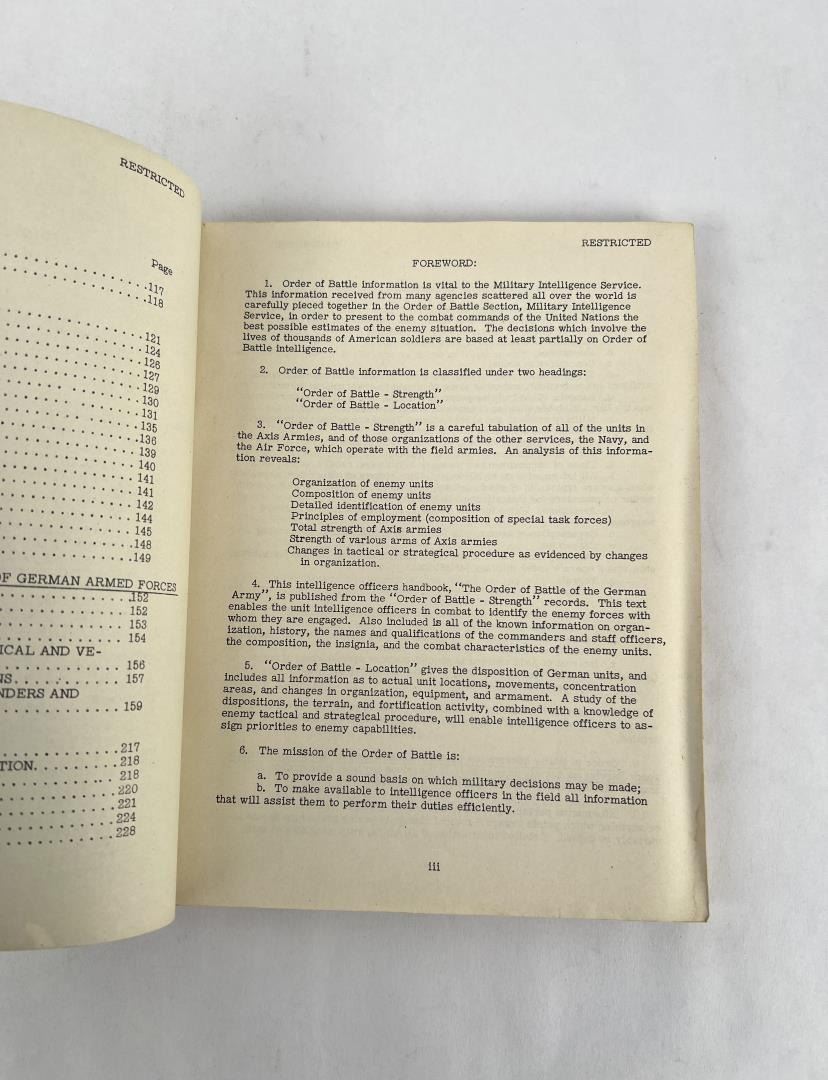 RESTRICTED
Page
117
118
121
124
126
127
129
130
131
135
136
139
140
141
141
142
144
145
148
149
OF GERMAN ARMED FORCES
152
152
153
154
ICAL AND VE-
156
NS. 157
NDERS AND
159
217
TION. 218
218
220
221
224
228
RESTRICTED
FOREWORD:
1. Order of Battle information is vital to the Military Intelligence Service.
This information received from many agencies scattered all over the world is
carefully pieced together in the Order of Battle Section, Military Intelligence
Service, in order to present to the combat commands of the United Nations the
best possible estimates of the enemy situation. The decisions which involve the
lives of thousands of American soldiers are based at least partially on Order of
Battle intelligence.
2. Order of Battle information is classified under two headings:
"Order of Battle - Strength"
"Order of Battle - Location"
3. "Order of Battle - Strength" is a careful tabulation of all of the units in
the Axis Armies, and of those organizations of the other services, the Navy, and
the Air Force, which operate with the field armies. An analysis of this informa-
tion reveals:
Organization of enemy units
Composition of enemy units
Detailed identification of enemy units
Principles of employment (composition of special task forces)
Total strength of Axis armies
Strength of various arms of Axis armies
Changes in tactical or strategical procedure as evidenced by changes
in organization.
4. This intelligence officers handbook, "The Order of Battle of the German
Army", is published from the "Order of Battle - Strength" records. This text
enables the unit intelligence officers in combat to identify the enemy forces with
whom they are engaged. Also included is all of the known information on organ-
ization, history, the names and qualifications of the commanders and staff officers,
the composition, the insignia, and the combat characteristics of the enemy units.
5. "Order of Battle - Location" gives the disposition of German units, and
includes all information as to actual unit locations, movements, concentration
areas, and changes in organization, equipment, and armament. A study of the
dispositions, the terrain, and fortification activity, combined with a knowledge of
enemy tactical and strategical procedure, will enable intelligence officers to as-
sign priorities to enemy capabilities.
6. The mission of the Order of Battle is:
a. To provide a sound basis on which military decisions may be made;
b. To make available to intelligence officers in the field all information
that will assist them to perform their duties efficiently.
iii